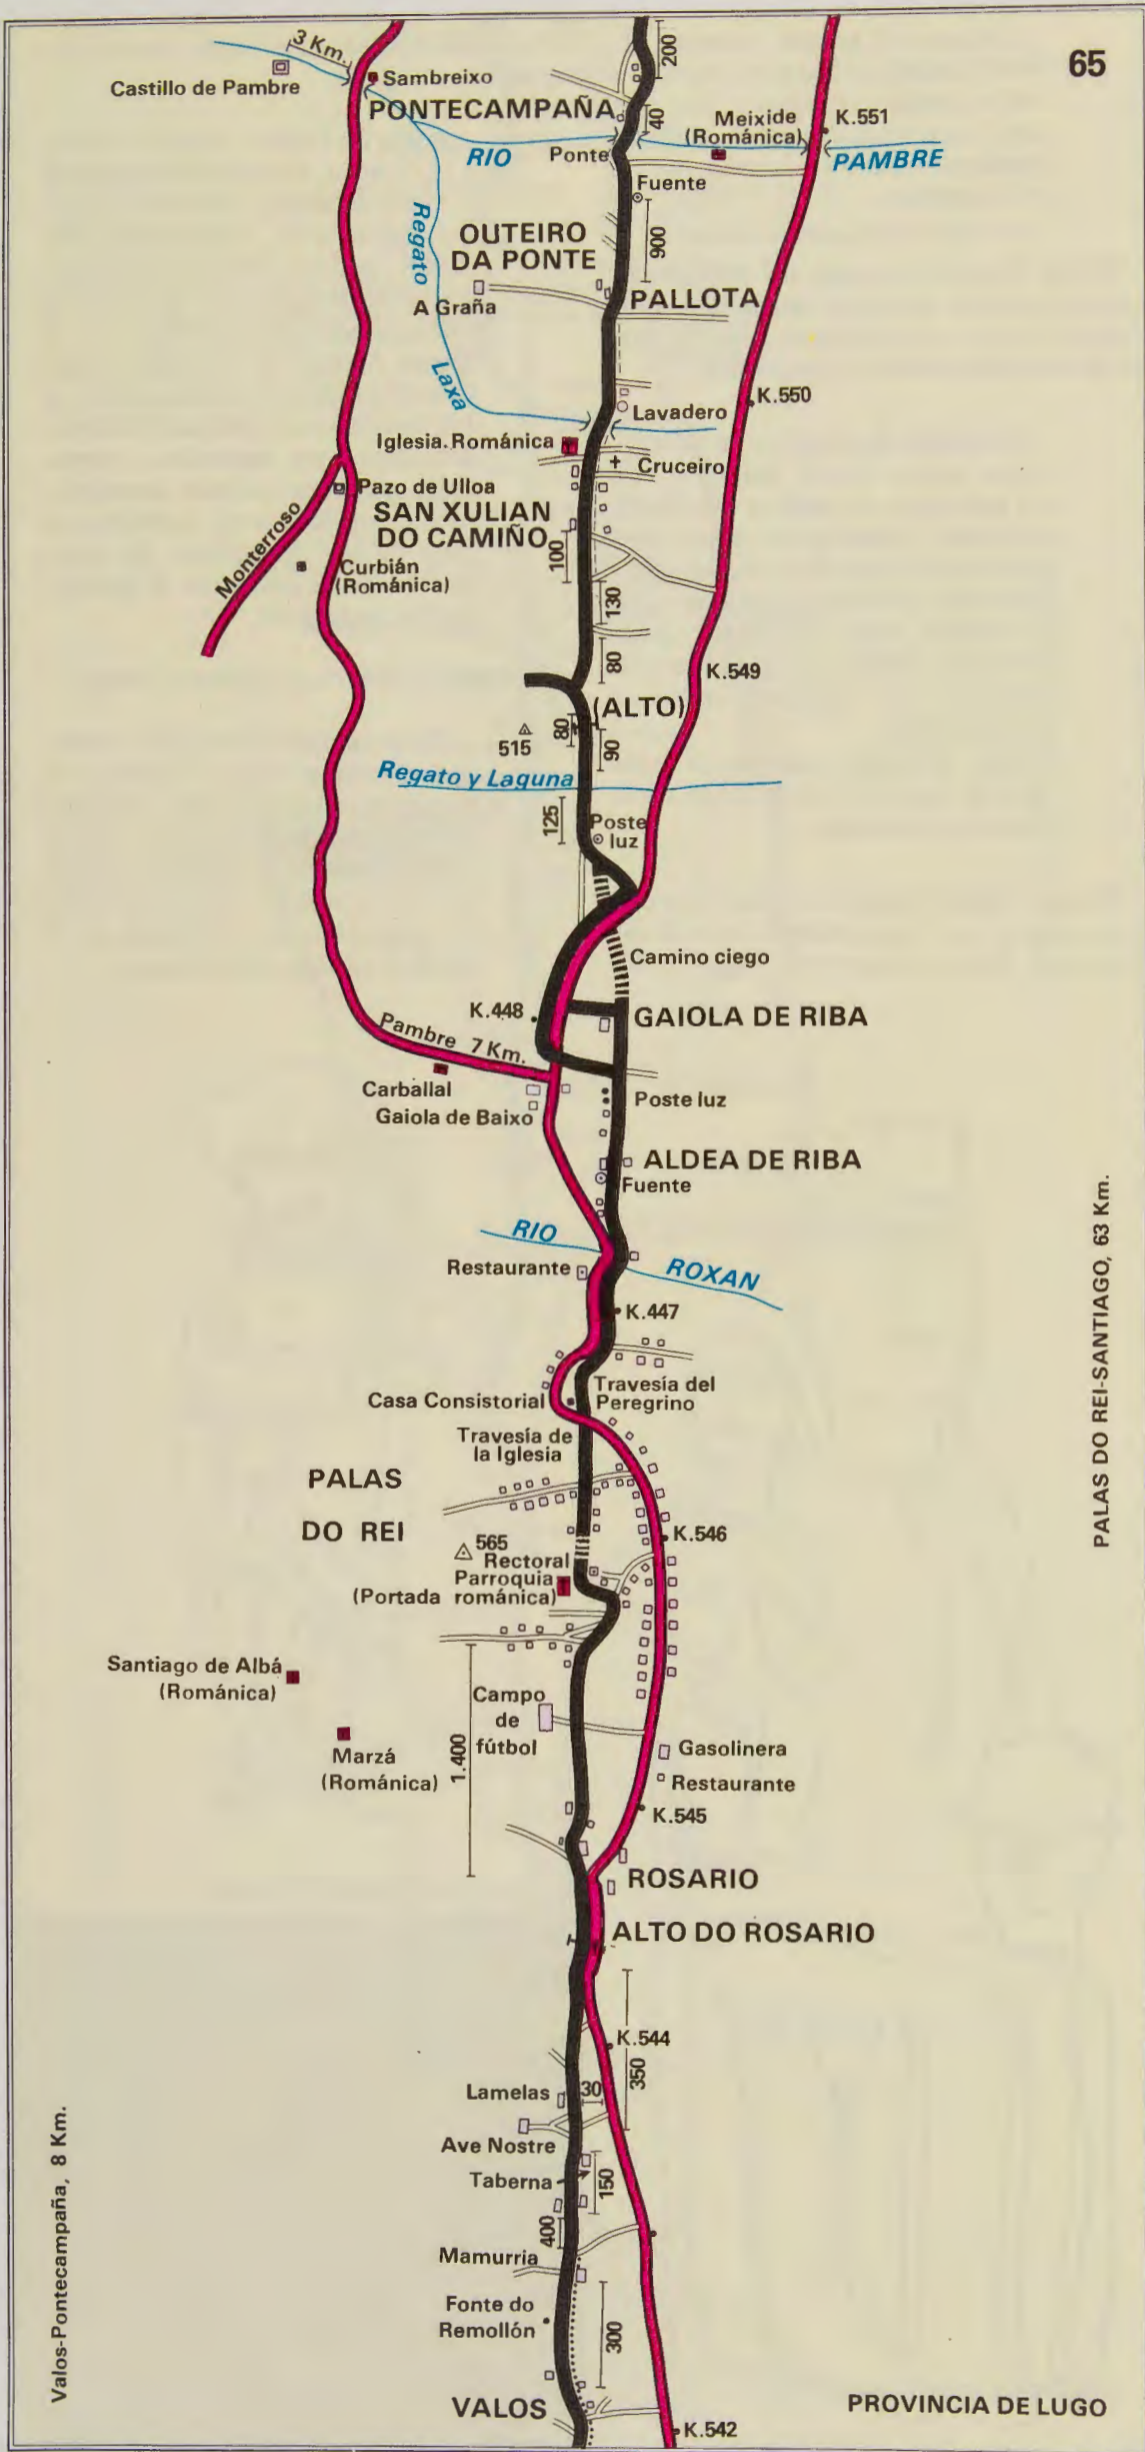 65
200
3 Km.
Sambreixo
Castillo de Pambre
PONTECAMPAÑA
40
Meixide
(Románica)
K.551
RIO
Ponte
PAMBRE
Fuente
Regato
OUTEIRO
DA PONTE
900
A Graña
PALLOTA
Laxa
K.550
Lavadero
Iglesia. Románica
Cruceiro
Pazo de Ulloa
SAN XULIAN
DO CAMIÑO
Monterroso
100
Curbián
(Románica)
130
80
K.549
(ALTO)
80
515
90
Regato y Laguna
125
Poste
luz
Camino ciego
K.448
GAIOLA DE RIBA
Pambre 7 Km.
Carballal
Gaiola de Baixo
Poste luz
ALDEA DE RIBA
Fuente
RIO
Restaurante
ROXAN
K.447
Travesía del
Peregrino
Casa Consistorial
Travesía de
la Iglesia
PALAS
DO REI
K.546
565
Rectoral
Parroquia
(Portada románica)
Santiago de Albá
(Románica)
Campo
de
fútbol
Marzá
(Románica)
1.400
Gasolinera
Restaurante
K.545
ROSARIO
ALTO DO ROSARIO
K.544
350
Lamelas
30
Ave Nostre
Taberna
150
400
Mamurria
Fonte do
Remollón
300
VALOS
K.542
PROVINCIA DE LUGO
Valos-Pontecampaña, 8 Km.
PALAS DO REI-SANTIAGO, 63 Km.